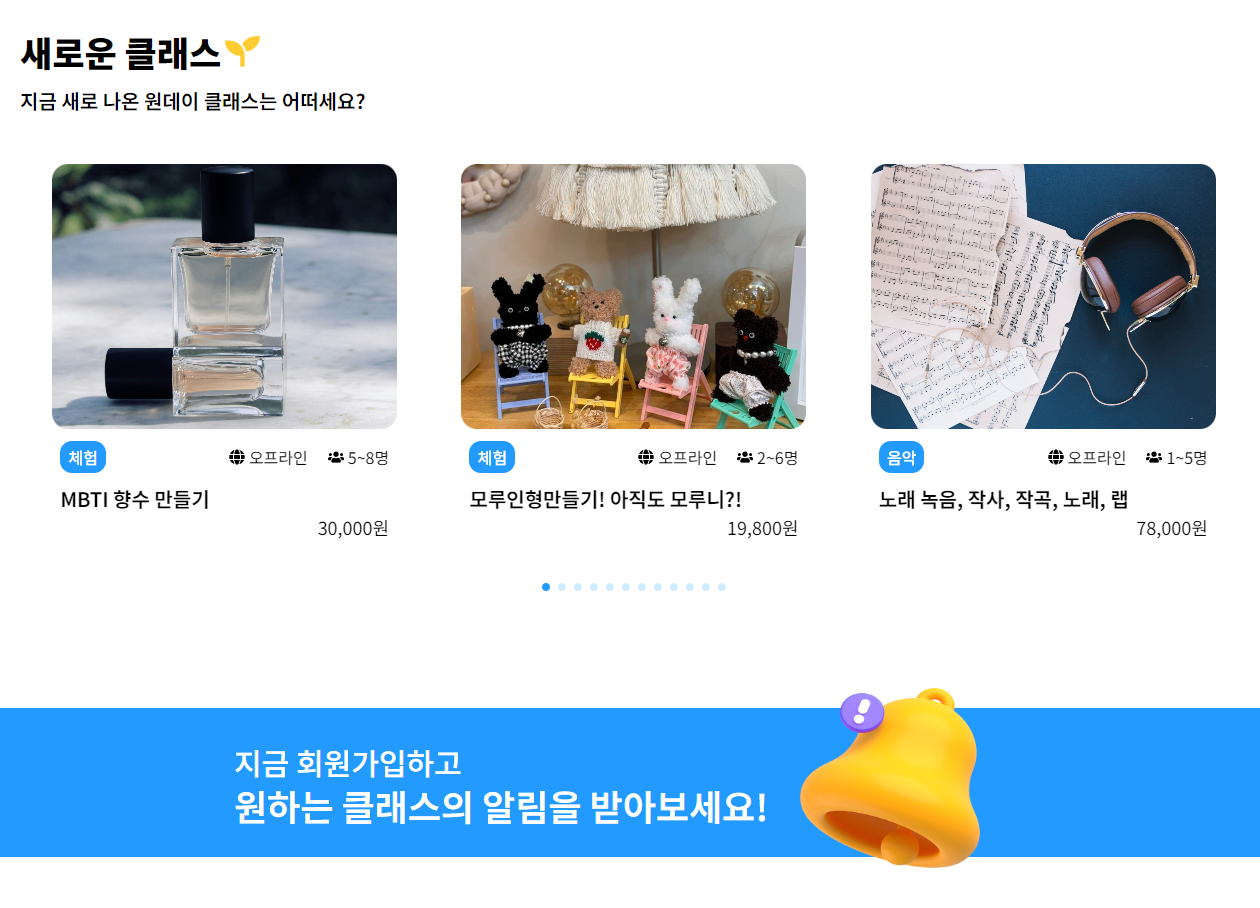 새로운 클래스
지금 새로 나온 원데이 클래스는 어떠세요?
체험 오프라인 5~8명
MBTI 향수 만들기
30,000원
체험 오프라인 2~6명
모루인형만들기! 아직도 모루니?!
19,800원
음악 오프라인 1~5명
노래 녹음, 작사, 작곡, 노래, 랩
78,000원
지금 회원가입하고
원하는 클래스의 알림을 받아보세요!